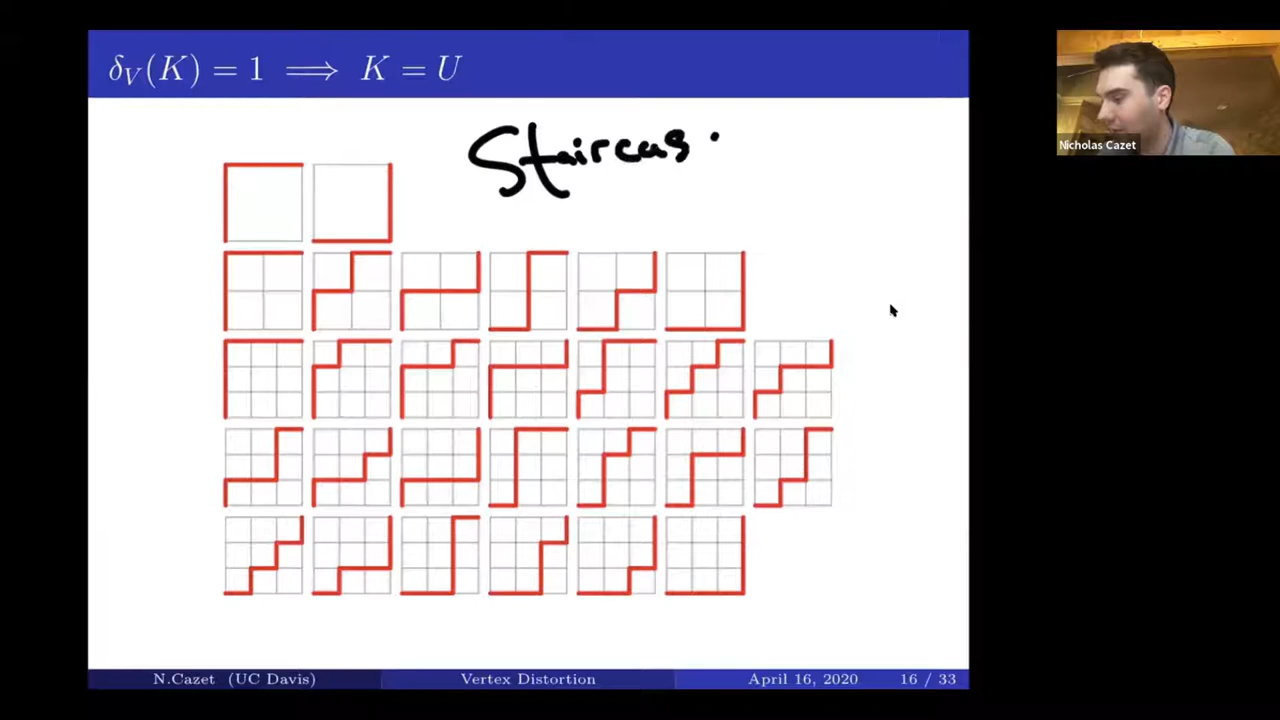 δ_V(K) = 1 ⟹ K = U
Staircas
Nicholas Cazet
N.Cazet (UC Davis) Vertex Distortion April 16, 2020 16 / 33